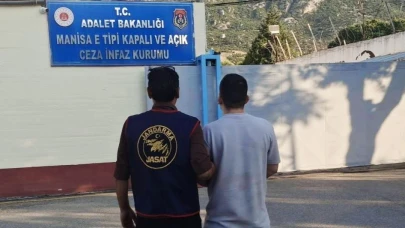 T.C.
ADALET BAKANLIĞI
MANİSA E TİPİ KAPALI VE AÇIK
CEZA İNFAZ KURUMU
JANDARMA
JASAT